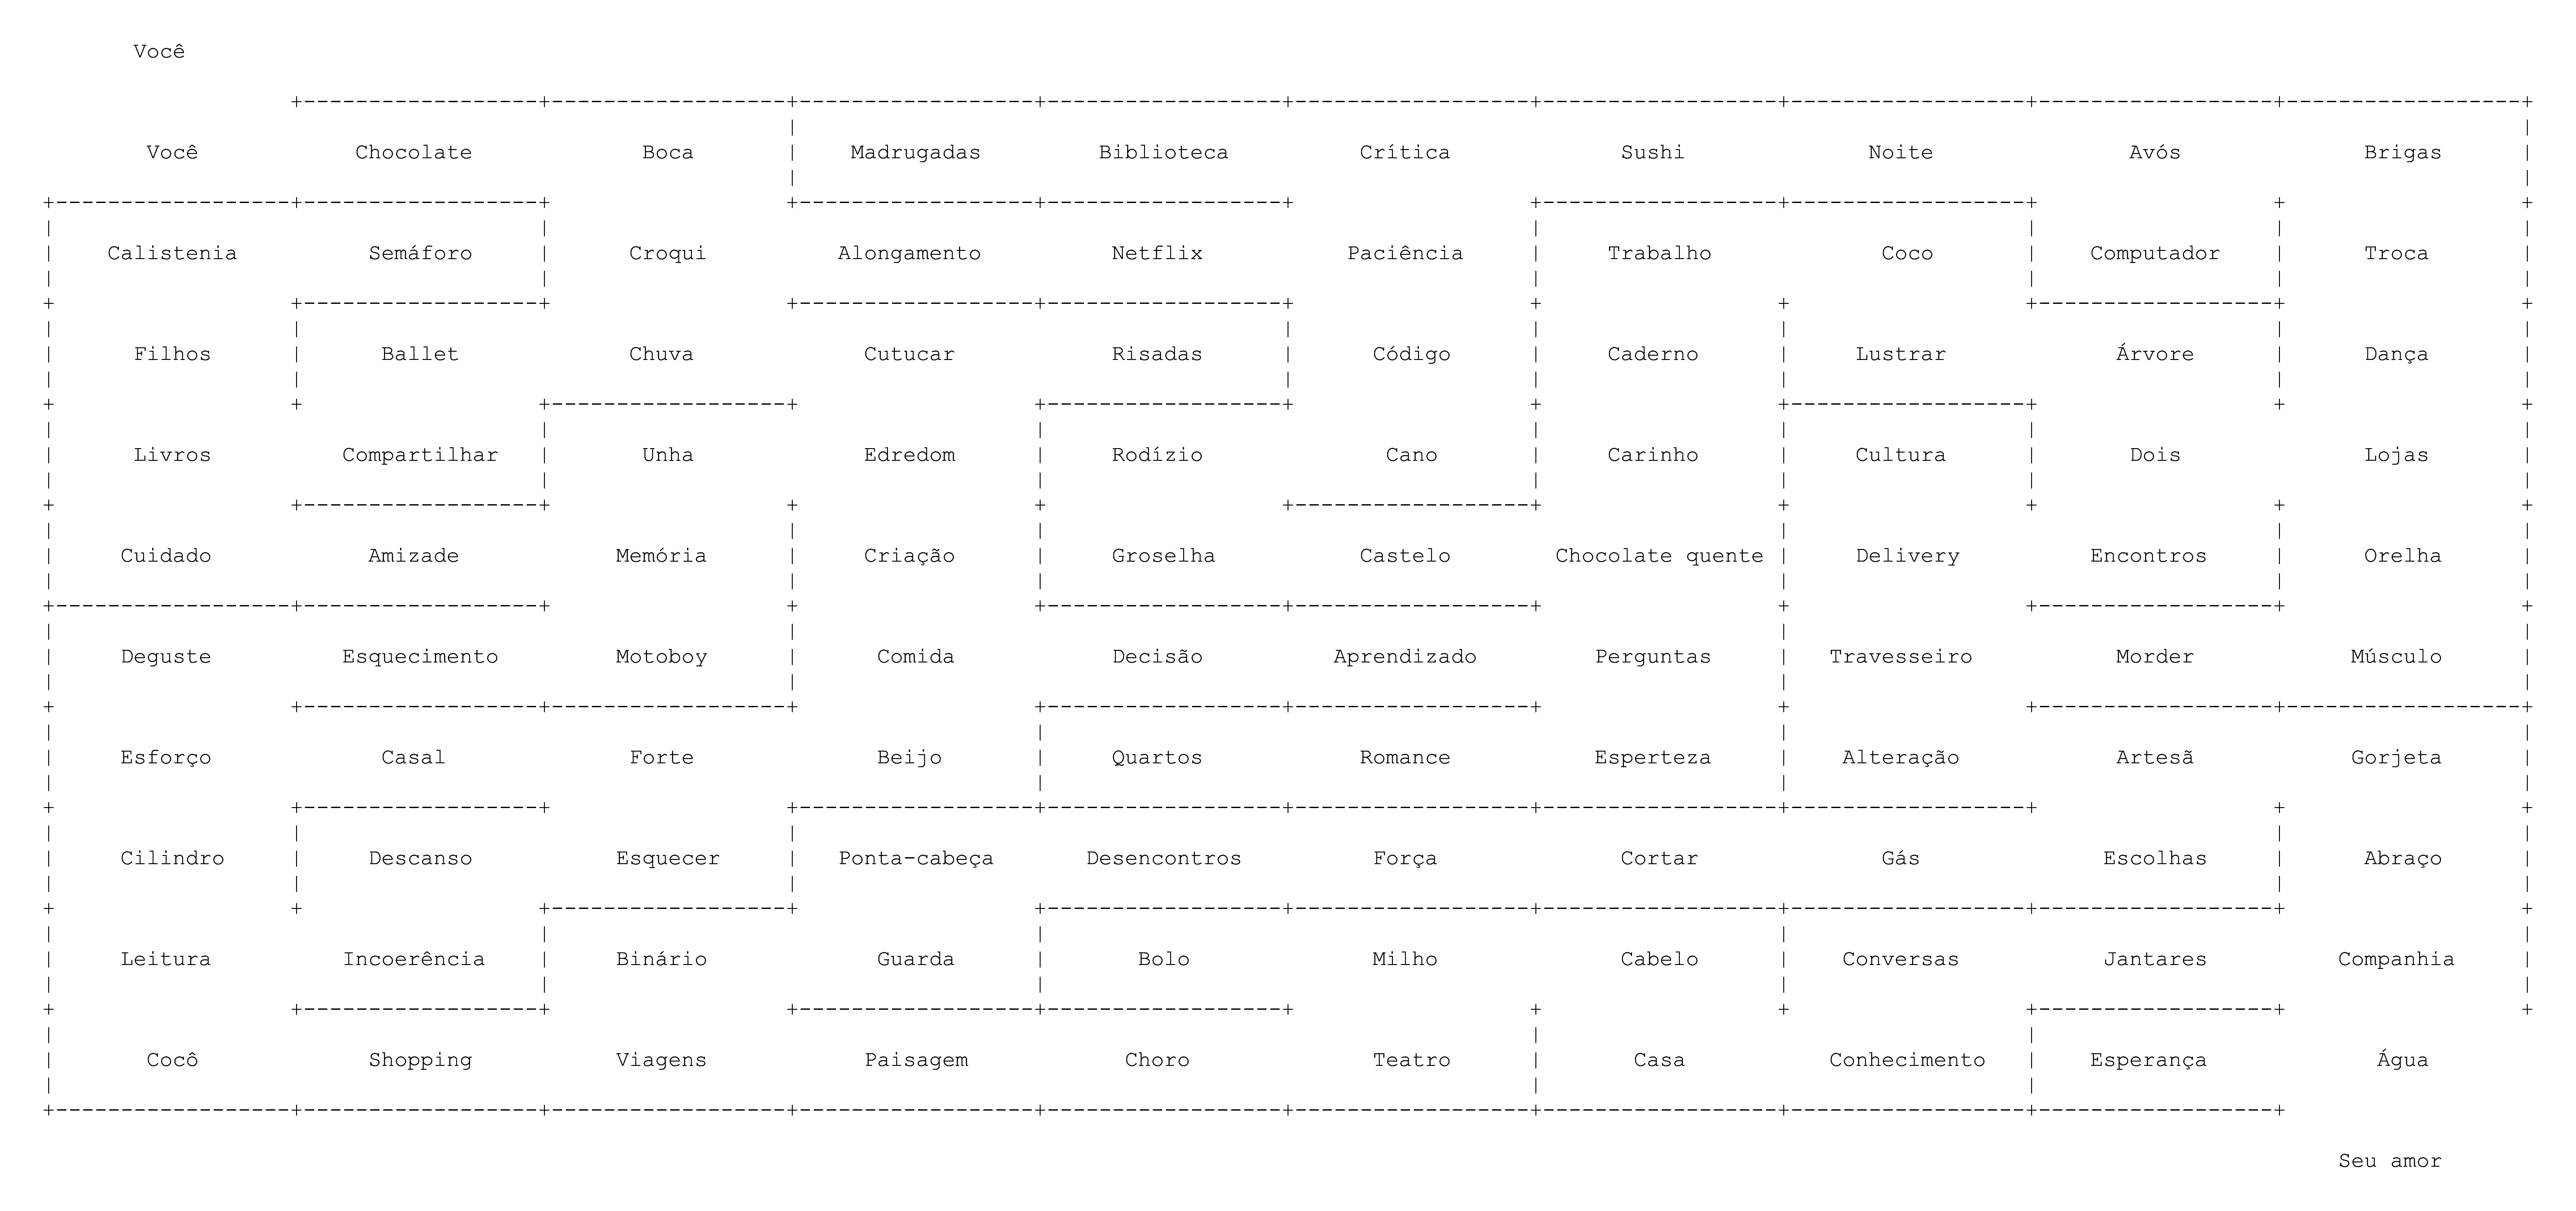 Você
Você Chocolate Boca Madrugadas Biblioteca Crítica Sushi Noite Avós Brigas
Calistenia Semáforo Croqui Alongamento Netflix Paciência Trabalho Coco Computador Troca
Filhos Ballet Chuva Cutucar Risadas Código Caderno Lustrar Árvore Dança
Livros Compartilhar Unha Edredom Rodízio Cano Carinho Cultura Dois Lojas
Cuidado Amizade Memória Criação Groselha Castelo Chocolate quente Delivery Encontros Orelha
Deguste Esquecimento Motoboy Comida Decisão Aprendizado Perguntas Travesseiro Morder Músculo
Esforço Casal Forte Beijo Quartos Romance Esperteza Alteração Artesã Gorjeta
Cilindro Descanso Esquecer Ponta-cabeça Desencontros Força Cortar Gás Escolhas Abraço
Leitura Incoerência Binário Guarda Bolo Milho Cabelo Conversas Jantares Companhia
Cocô Shopping Viagens Paisagem Choro Teatro Casa Conhecimento Esperança Água
Seu amor